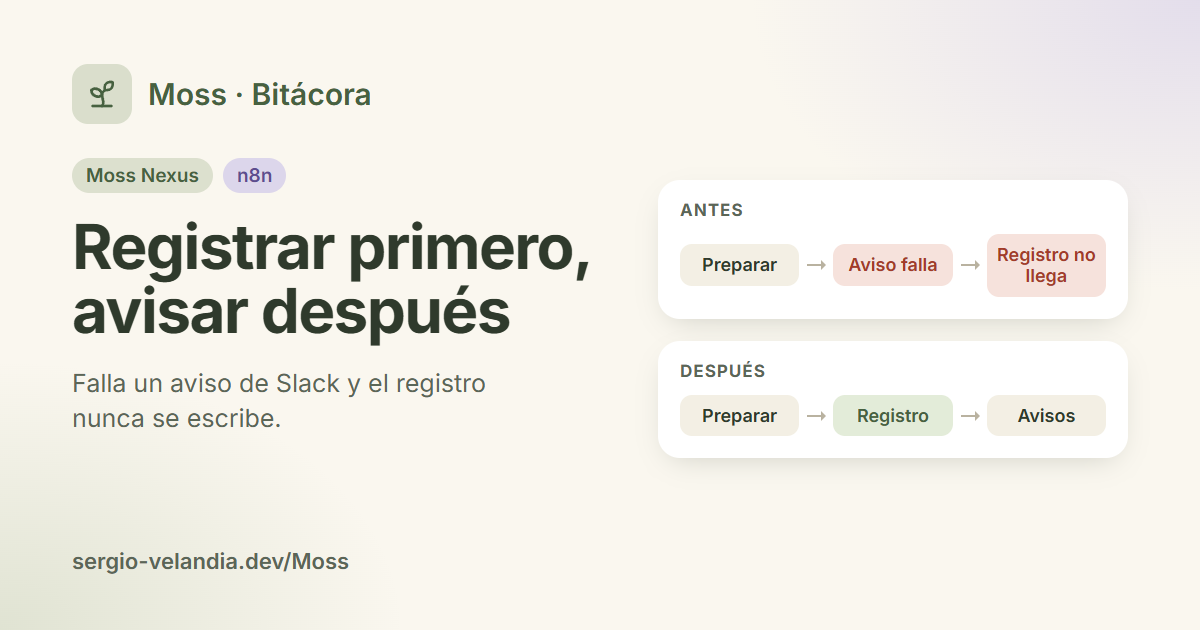 Moss · Bitácora
Moss Nexus
n8n
Registrar primero,
avisar después
Falla un aviso de Slack y el registro
nunca se escribe.
ANTES
Preparar
Aviso falla
Registro no
llega
DESPUÉS
Preparar
Registro
Avisos
sergio-velandia.dev/Moss